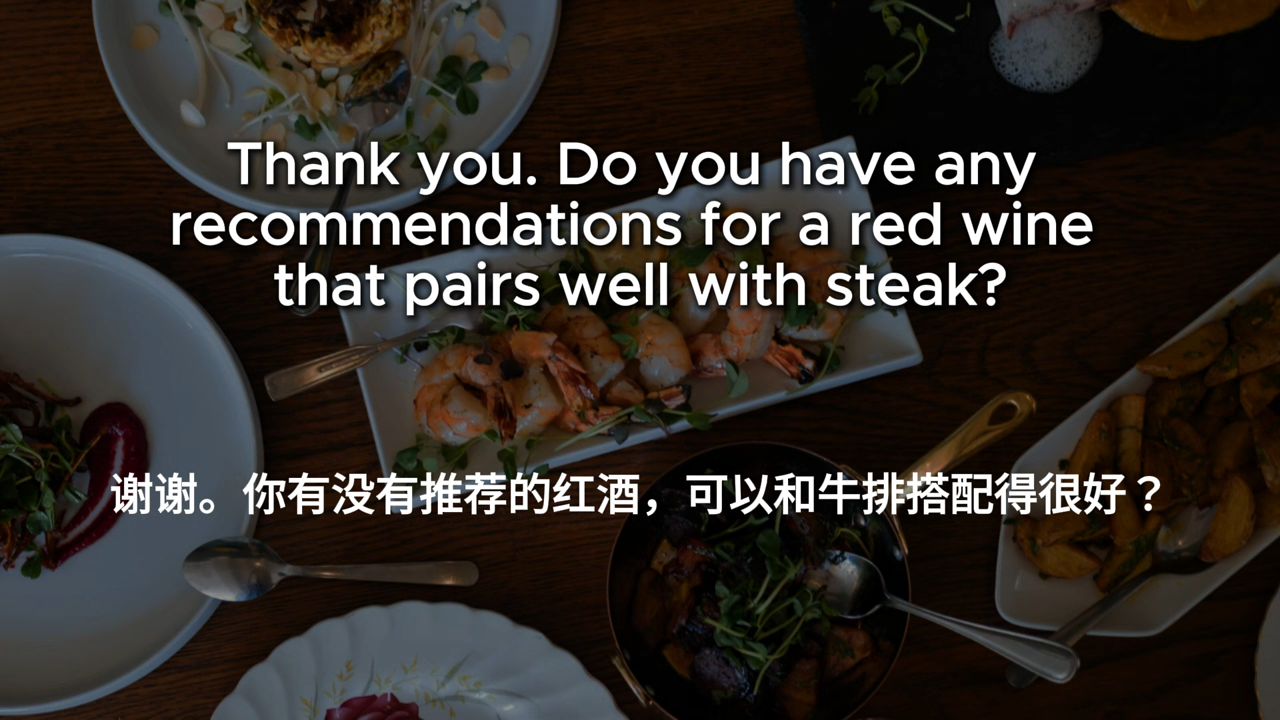 Thank you. Do you have any
recommendations for a red wine
that pairs well with steak?
谢谢。你有没有推荐的红酒，可以和牛排搭配得很好？